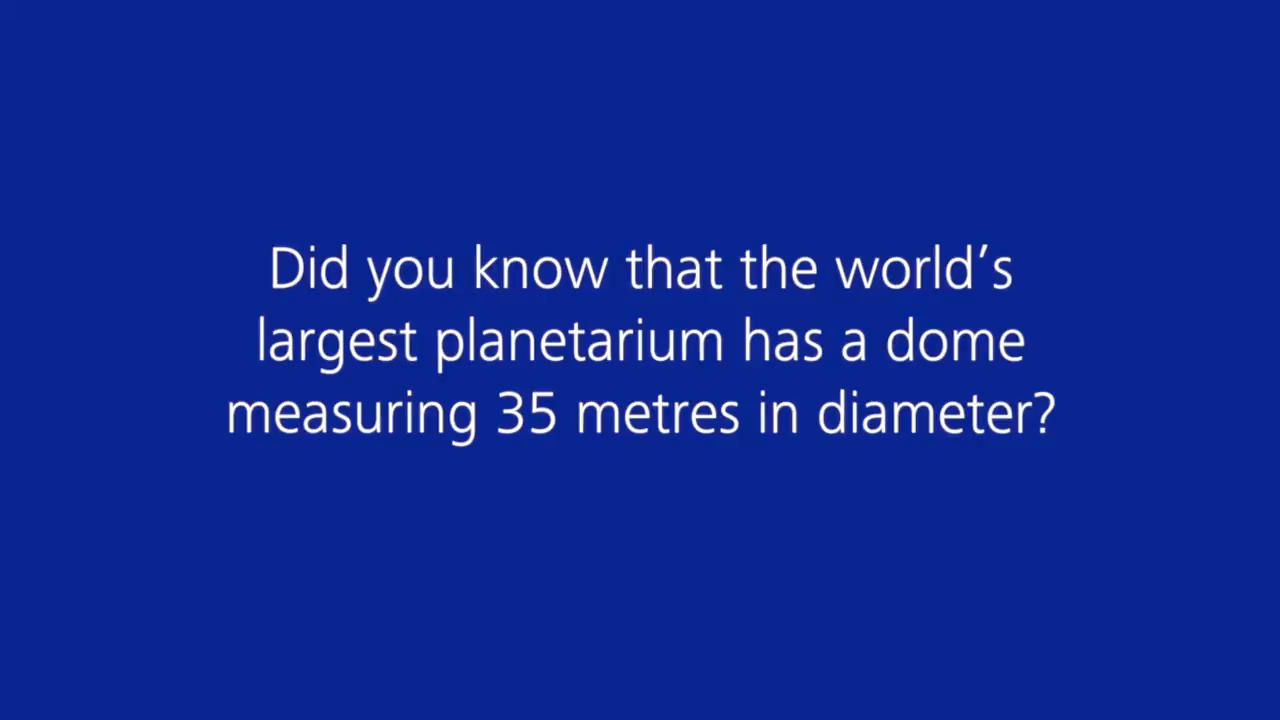 Did you know that the world’s
largest planetarium has a dome
measuring 35 metres in diameter?